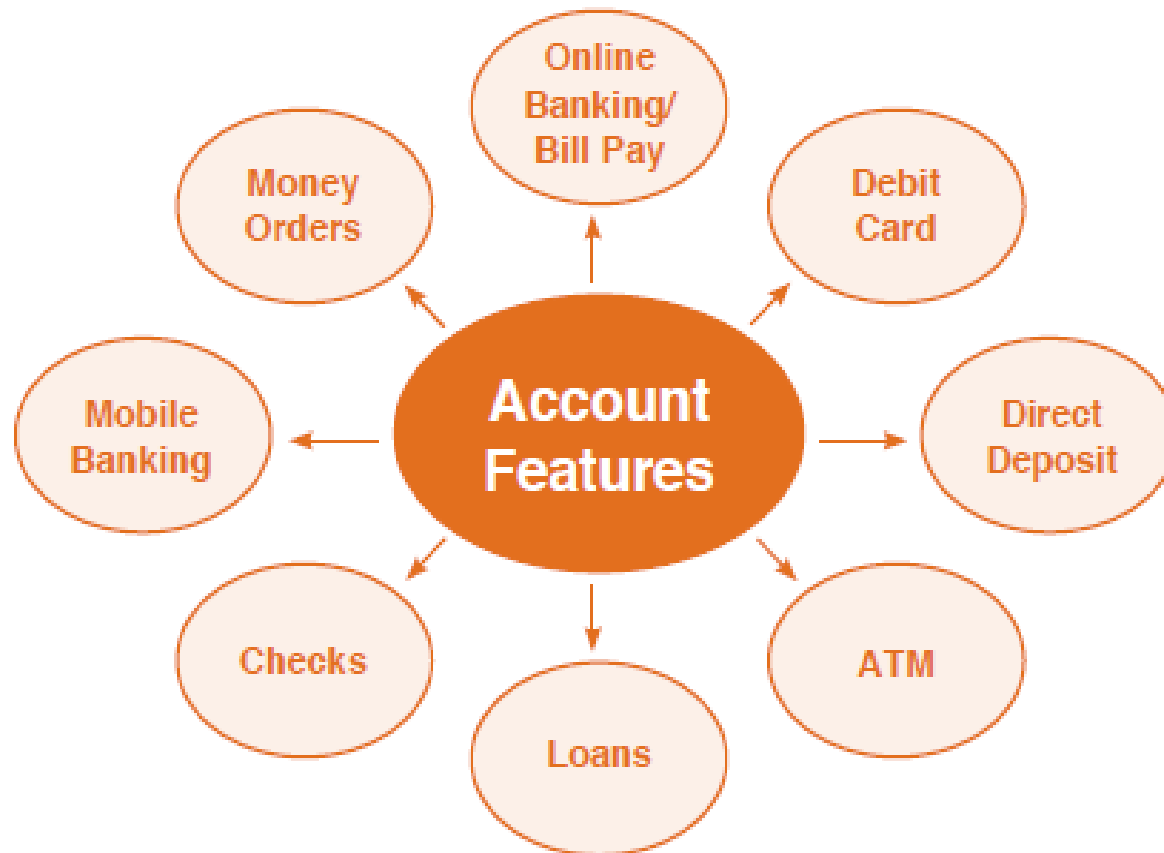 Online
Banking/
Bill Pay
Money
Orders
Debit
Card
Account
Features
Mobile
Banking
Direct
Deposit
Checks
ATM
Loans